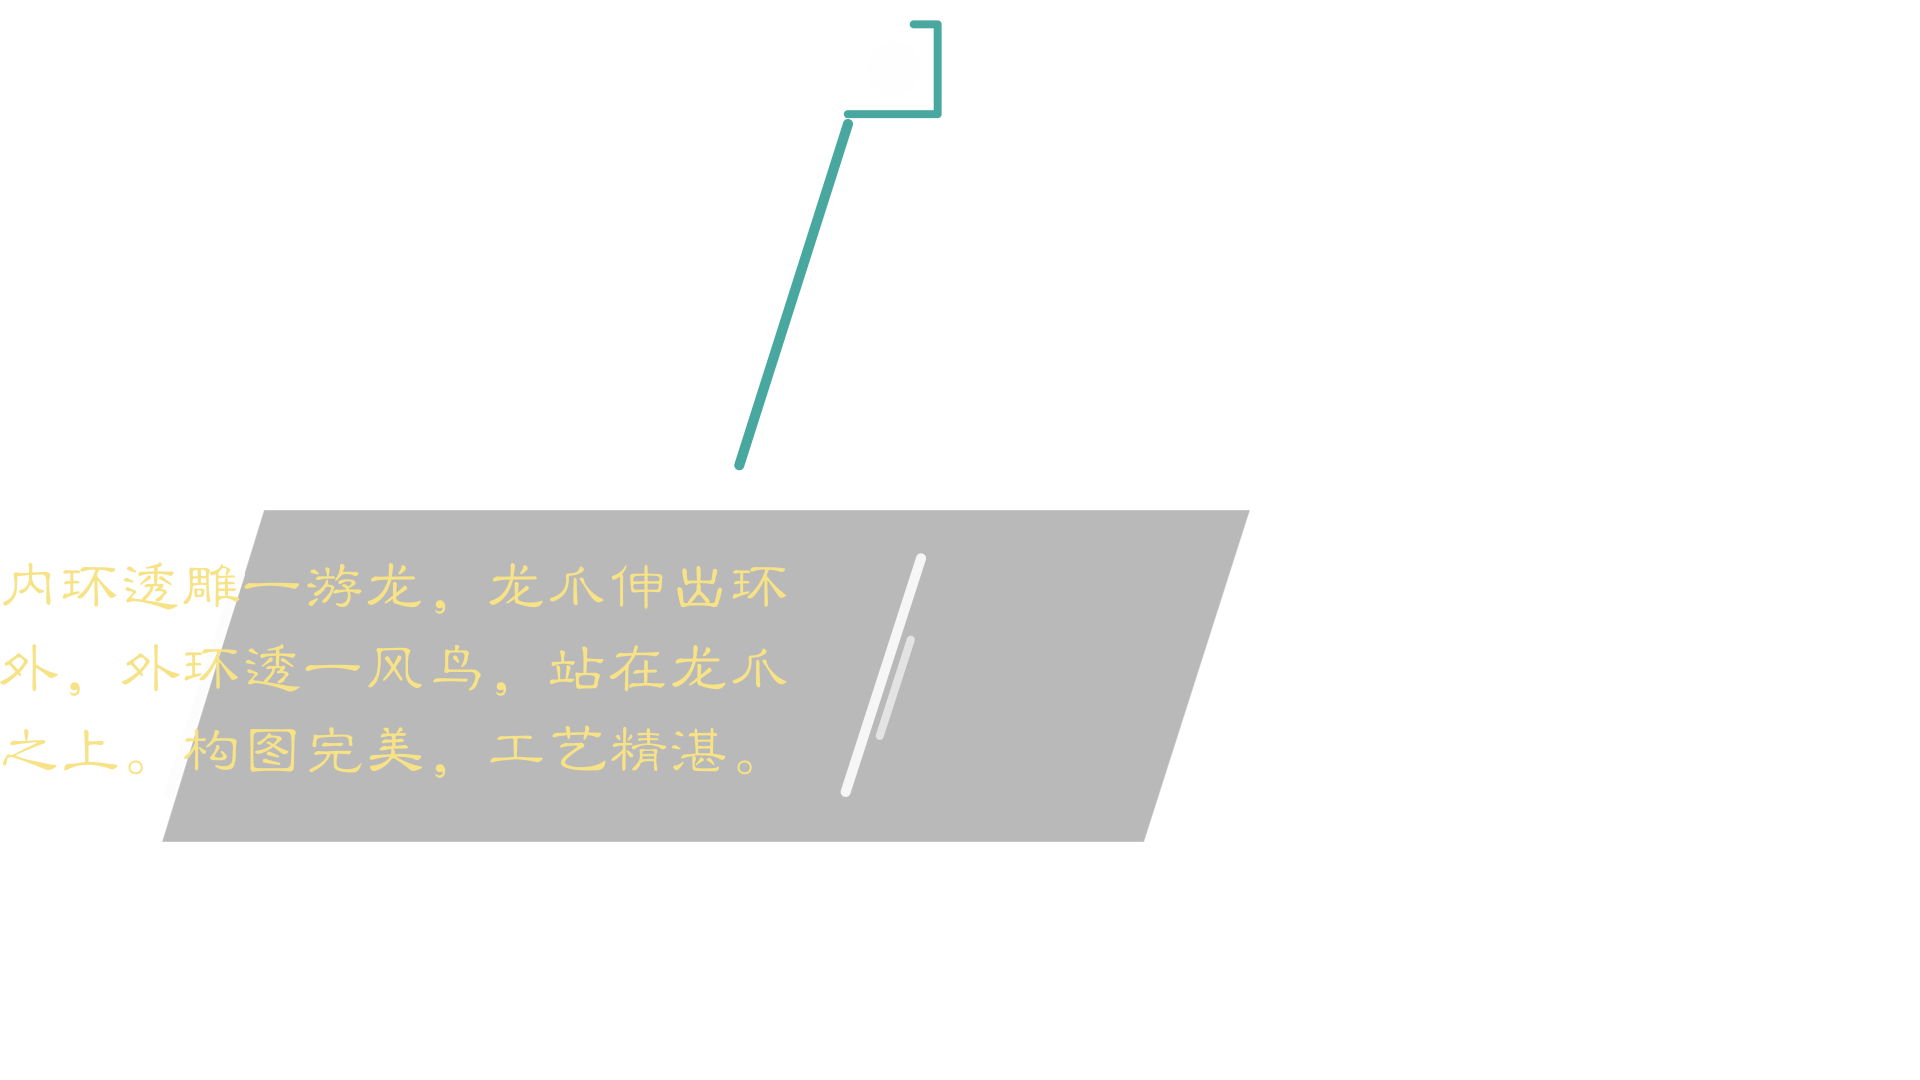 内环透雕一游龙，龙爪伸出环
外，外环透一风鸟，站在龙爪
之上。构图完美，工艺精湛。